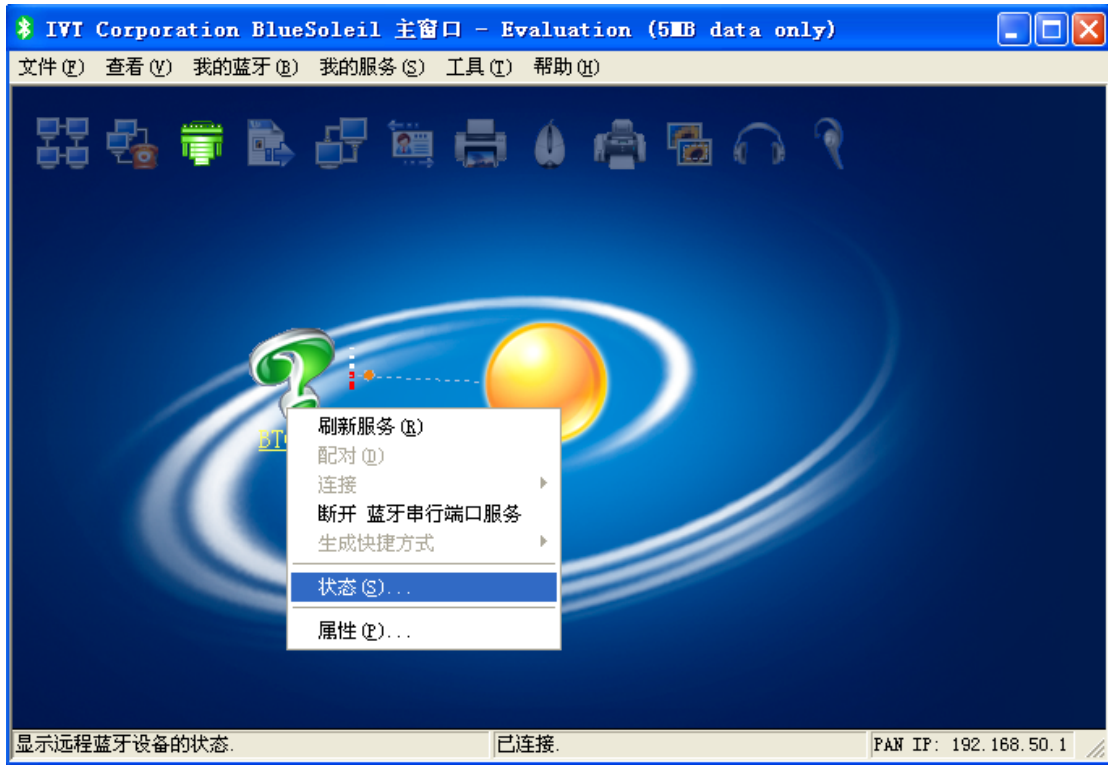 IVT Corporation BlueSoleil 主窗口 - Evaluation (5MB data only)
文件(F) 查看(V) 我的蓝牙(B) 我的服务(S) 工具(T) 帮助(H)
刷新服务(R)
配对(D)
连接
断开 蓝牙串行端口服务
生成快捷方式
状态(S)...
属性(P)...
显示远程蓝牙设备的状态. 已连接. PAN IP: 192.168.50.1